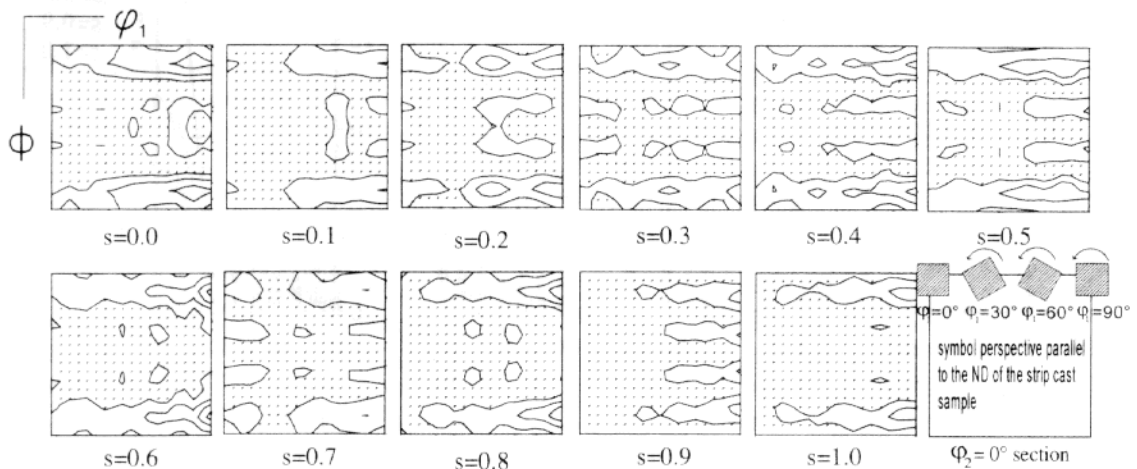 φ₁
Φ
s=0.0 s=0.1 s=0.2 s=0.3 s=0.4 s=0.5
φ=0° φ₁=30° φ₁=60° φ₁=90°
symbol perspective parallel
to the ND of the strip cast
sample
s=0.6 s=0.7 s=0.8 s=0.9 s=1.0
φ₂= 0° section